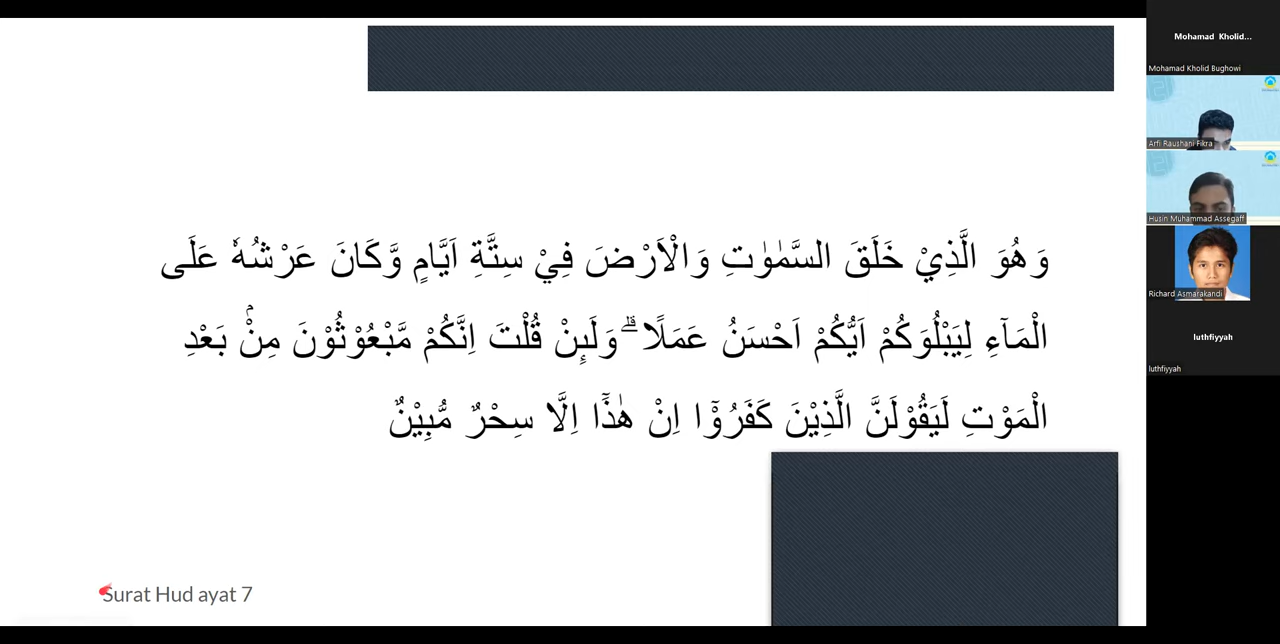 وَهُوَ الَّذِيْ خَلَقَ السَّمٰوٰتِ وَالْاَرْضَ فِيْ سِتَّةِ اَيَّامٍ وَّكَانَ عَرْشُهٗ عَلَى
الْمَاۤءِ لِيَبْلُوَكُمْ اَيُّكُمْ اَحْسَنُ عَمَلًا ۗوَلَىِٕنْ قُلْتَ اِنَّكُمْ مَّبْعُوْثُوْنَ مِنْۢ بَعْدِ
الْمَوْتِ لَيَقُوْلَنَّ الَّذِيْنَ كَفَرُوْٓا اِنْ هٰذَٓا اِلَّا سِحْرٌ مُّبِيْنٌ
Surat Hud ayat 7
Mohamad Kholid...
Mohamad Kholid Bughowi
Arfi Raushani Fikra
Husin Muhammad Assegaff
Richard Asmarakandi
luthfiyyah
luthfiyyah